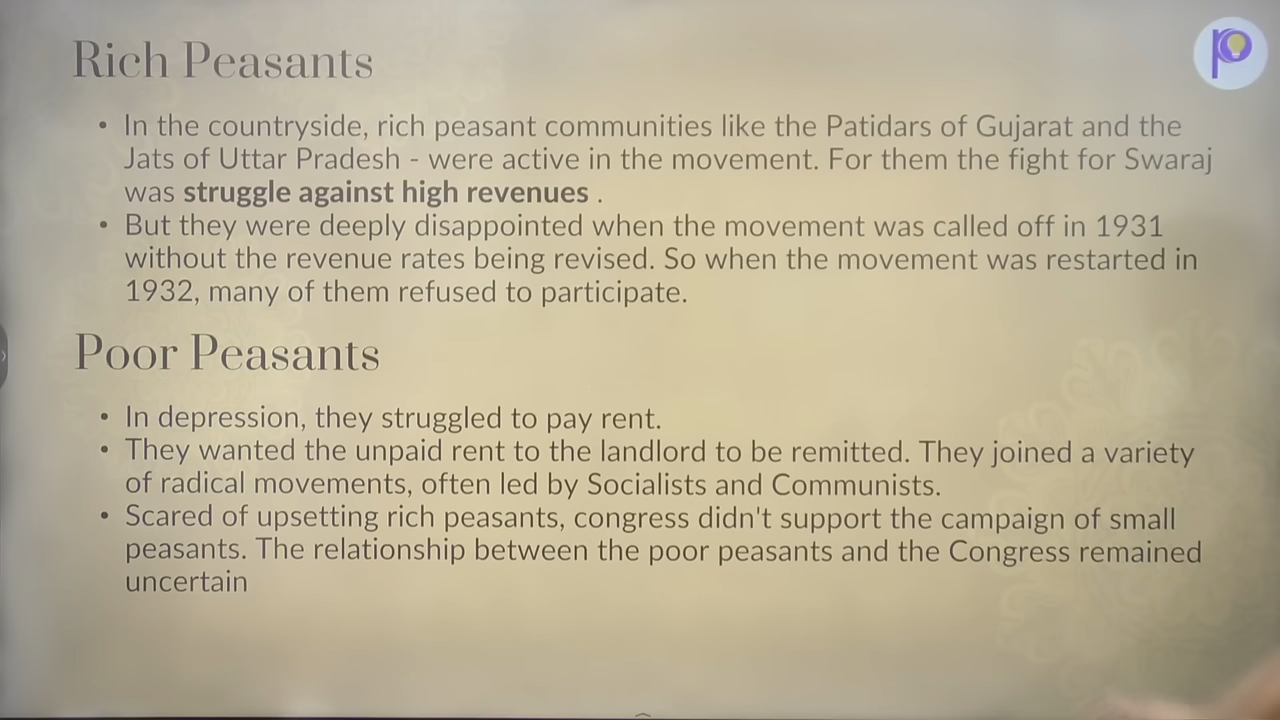 Rich Peasants
• In the countryside, rich peasant communities like the Patidars of Gujarat and the
Jats of Uttar Pradesh - were active in the movement. For them the fight for Swaraj
was struggle against high revenues .
• But they were deeply disappointed when the movement was called off in 1931
without the revenue rates being revised. So when the movement was restarted in
1932, many of them refused to participate.
Poor Peasants
• In depression, they struggled to pay rent.
• They wanted the unpaid rent to the landlord to be remitted. They joined a variety
of radical movements, often led by Socialists and Communists.
• Scared of upsetting rich peasants, congress didn't support the campaign of small
peasants. The relationship between the poor peasants and the Congress remained
uncertain